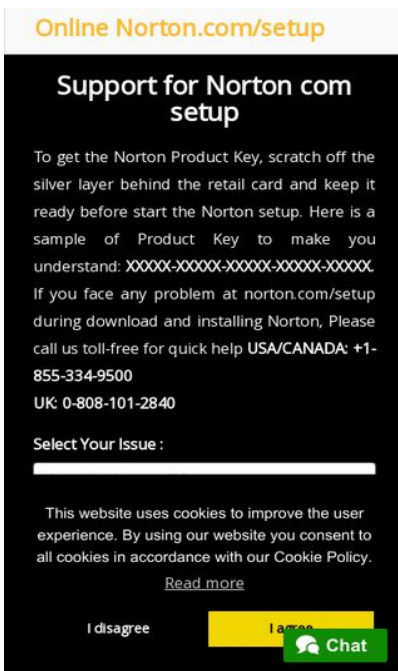 Online Norton.com/setup
Support for Norton com
setup
To get the Norton Product Key, scratch off the
silver layer behind the retail card and keep it
ready before start the Norton setup. Here is a
sample of Product Key to make you
understand: XXXXX-XXXXX-XXXXX-XXXXX-XXXXX.
If you face any problem at norton.com/setup
during download and installing Norton, Please
call us toll-free for quick help USA/CANADA: +1-
855-334-9500
UK: 0-808-101-2840
Select Your Issue :
This website uses cookies to improve the user
experience. By using our website you consent to
all cookies in accordance with our Cookie Policy.
Read more
I disagree
I agree
Chat